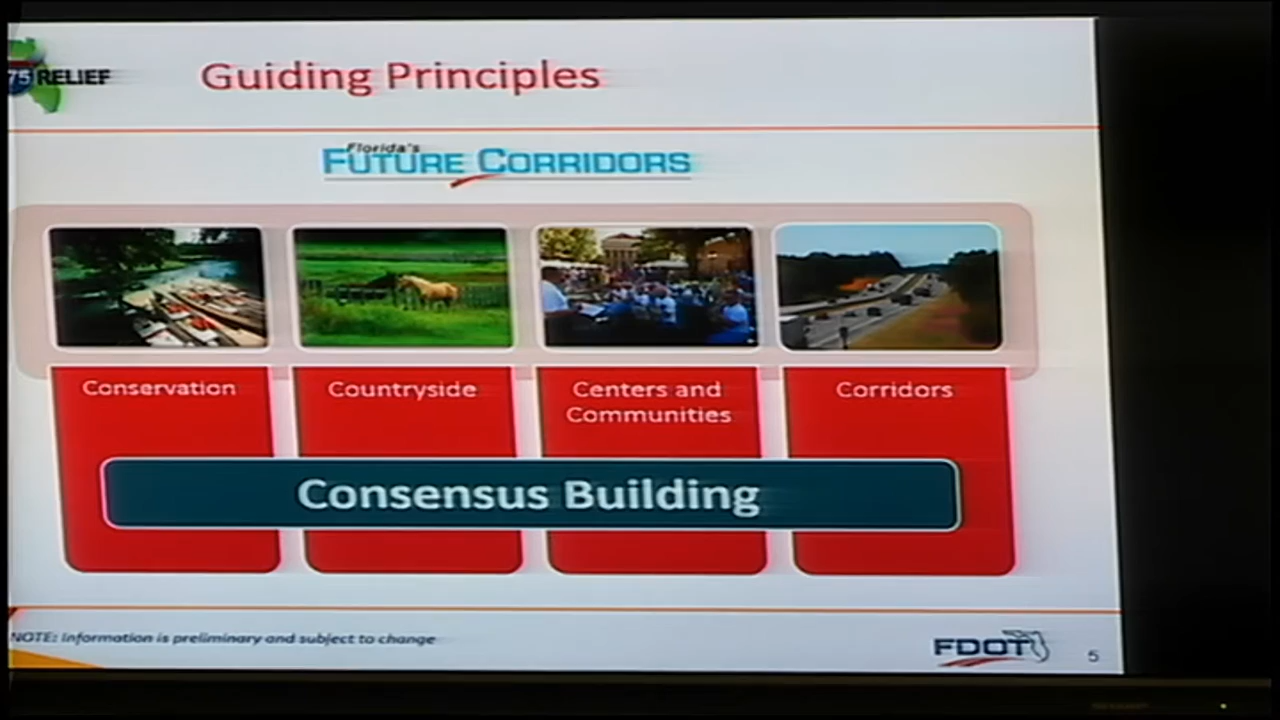 75 RELIEF
Guiding Principles
Florida's
FUTURE CORRIDORS
Conservation
Countryside
Centers and
Communities
Corridors
Consensus Building
NOTE: Information is preliminary and subject to change
FDOT
5